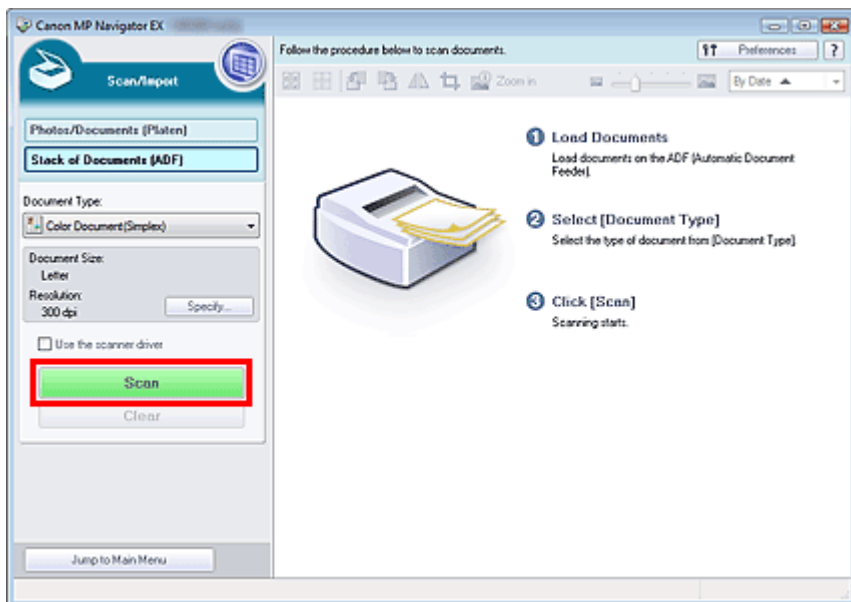 Canon MP Navigator EX
Scan/Import
Photos/Documents (Platen)
Stack of Documents (ADF)
Document Type:
Color Document(Simplex)
Document Size:
Letter
Resolution:
300 dpi
Specify...
Use the scanner driver
Scan
Clear
Jump to Main Menu
Follow the procedure below to scan documents.
Preferences
?
Zoom in
By Date
1 Load Documents
Load documents on the ADF (Automatic Document
Feeder).
2 Select [Document Type]
Select the type of document from [Document Type]
3 Click [Scan]
Scanning starts.